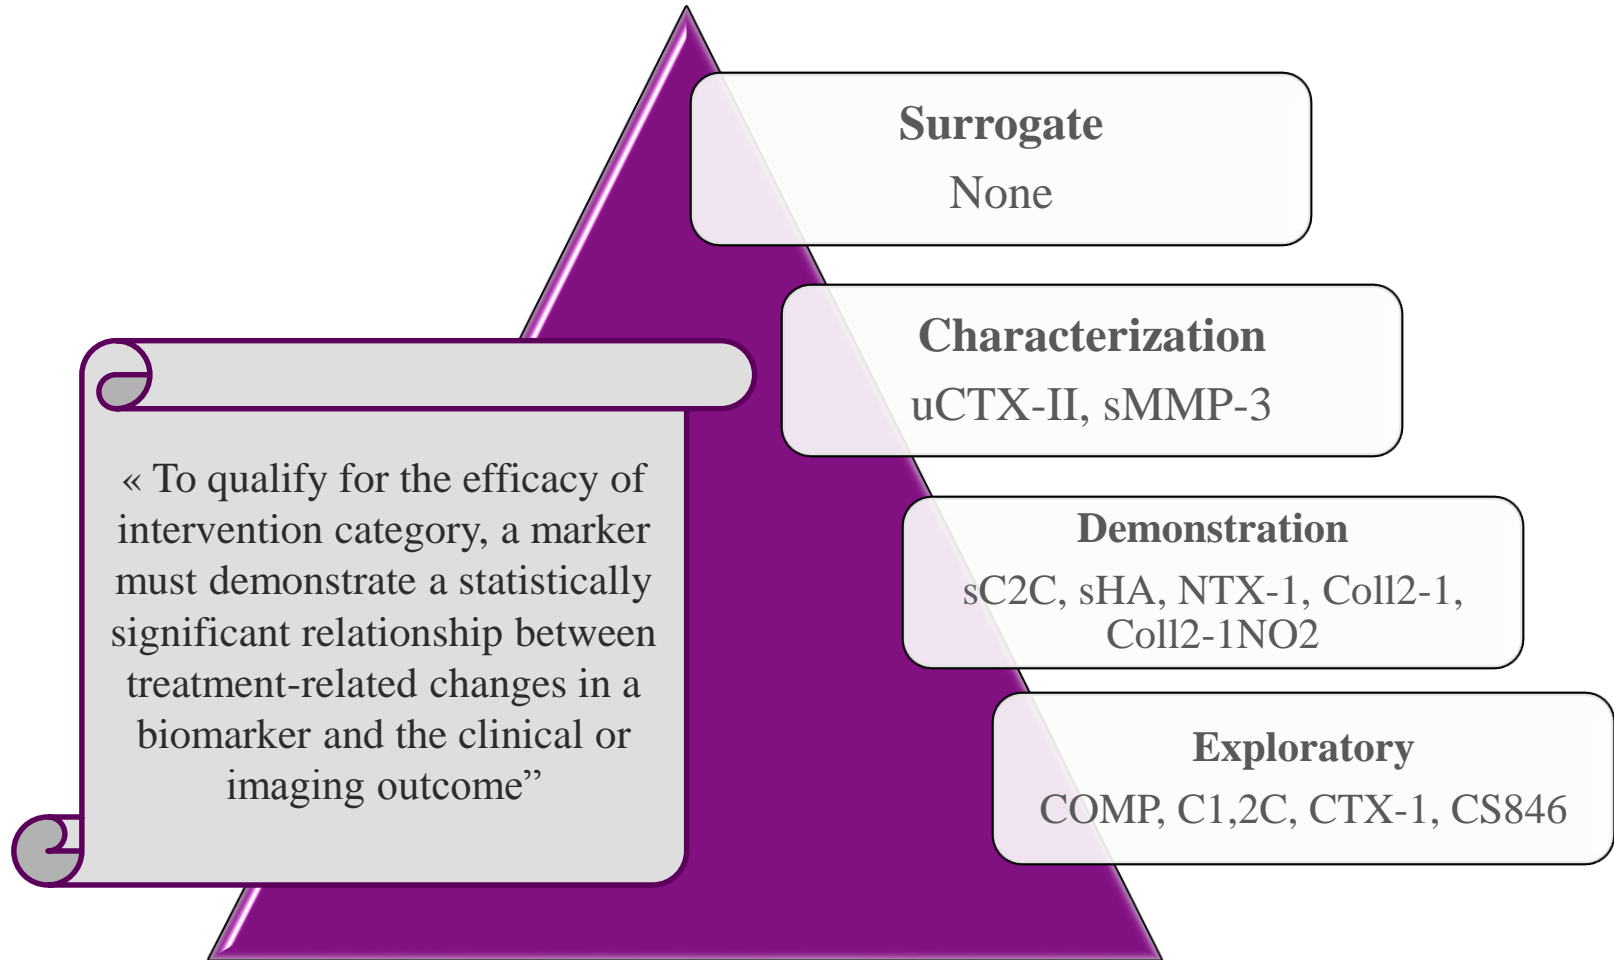 Surrogate
None
Characterization
uCTX-II, sMMP-3
« To qualify for the efficacy of
intervention category, a marker
must demonstrate a statistically
significant relationship between
treatment-related changes in a
biomarker and the clinical or
imaging outcome”
Demonstration
sC2C, sHA, NTX-1, Coll2-1,
Coll2-1NO2
Exploratory
COMP, C1,2C, CTX-1, CS846